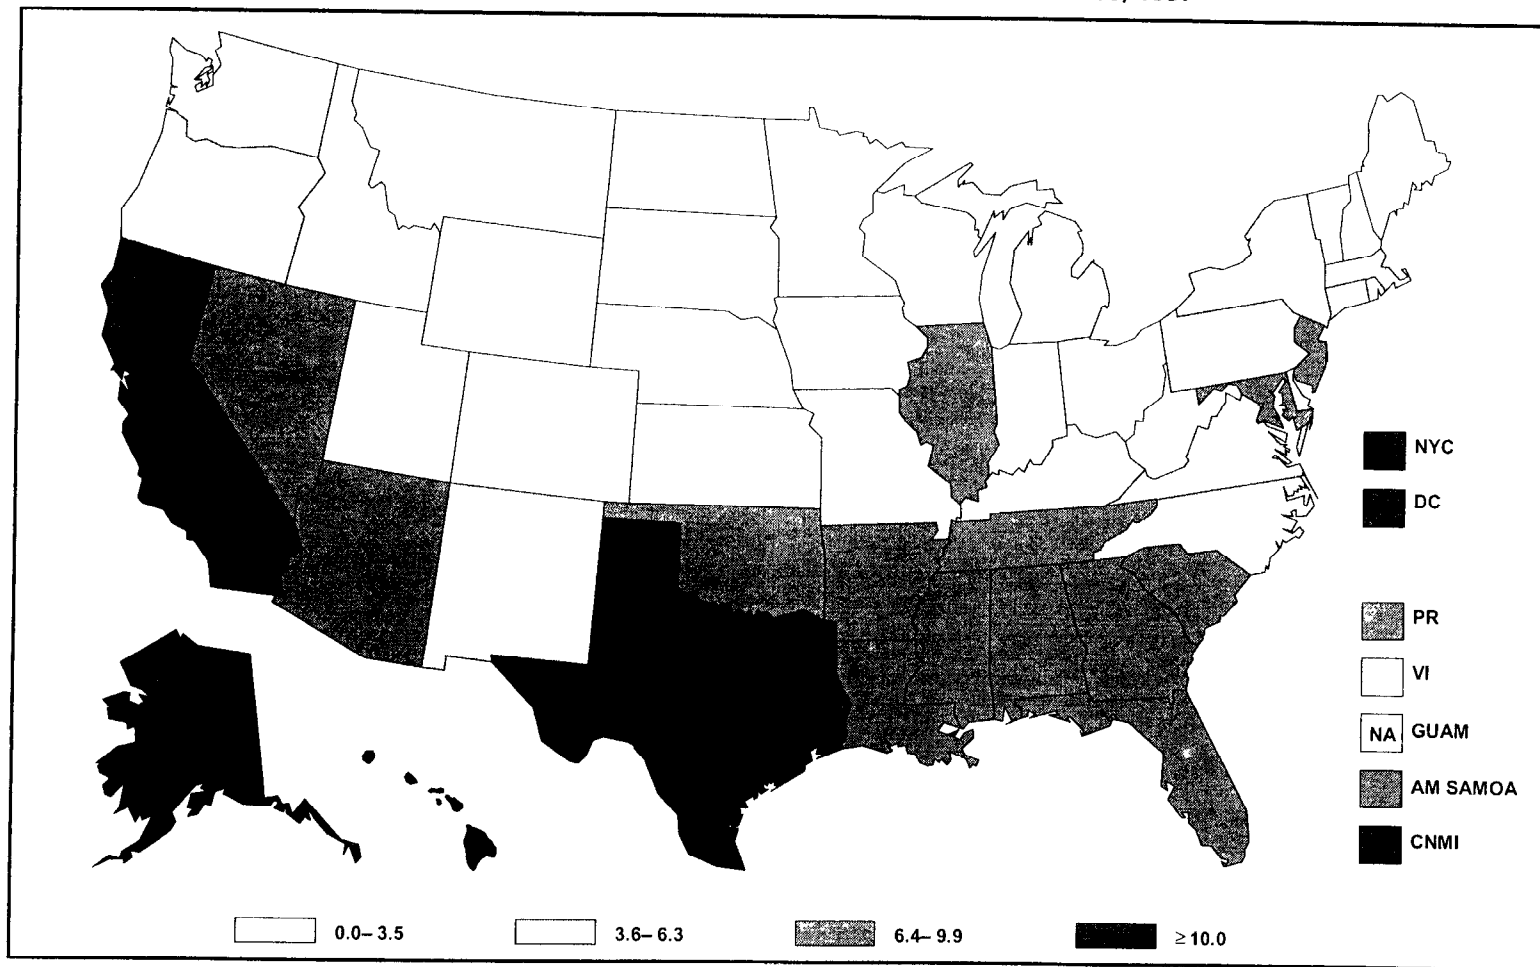 NYC
DC
PR
VI
NA GUAM
AM SAMOA
CNMI
0.0– 3.5
3.6– 6.3
6.4– 9.9
≥ 10.0